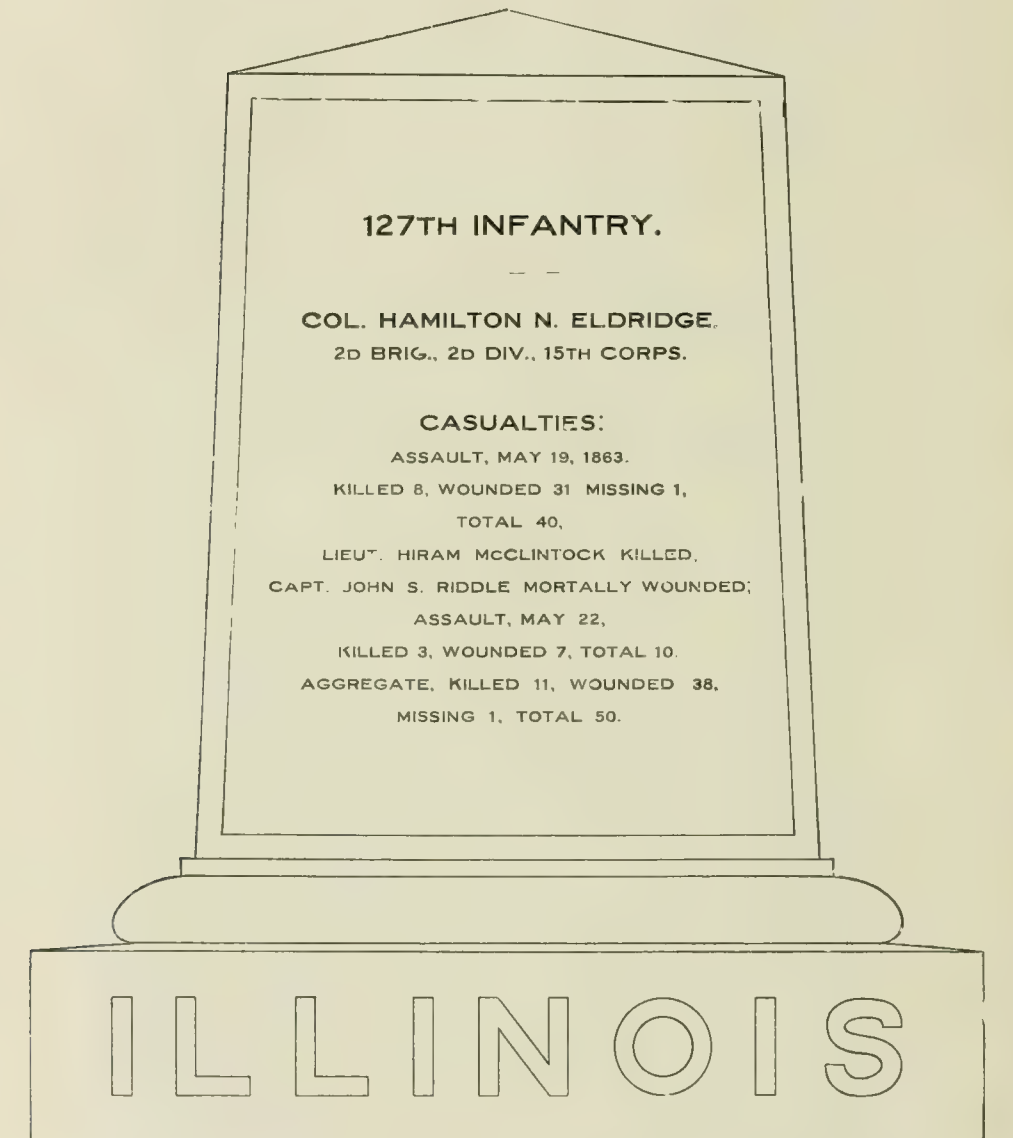 127TH INFANTRY.
COL. HAMILTON N. ELDRIDGE.
2D BRIG., 2D DIV., 15TH CORPS.
CASUALTIES:
ASSAULT, MAY 19, 1863.
KILLED 8, WOUNDED 31 MISSING 1,
TOTAL 40,
LIEUT. HIRAM McCLINTOCK KILLED,
CAPT. JOHN S. RIDDLE MORTALLY WOUNDED;
ASSAULT, MAY 22,
KILLED 3, WOUNDED 7, TOTAL 10.
AGGREGATE, KILLED 11, WOUNDED 38,
MISSING 1, TOTAL 50.
ILLINOIS